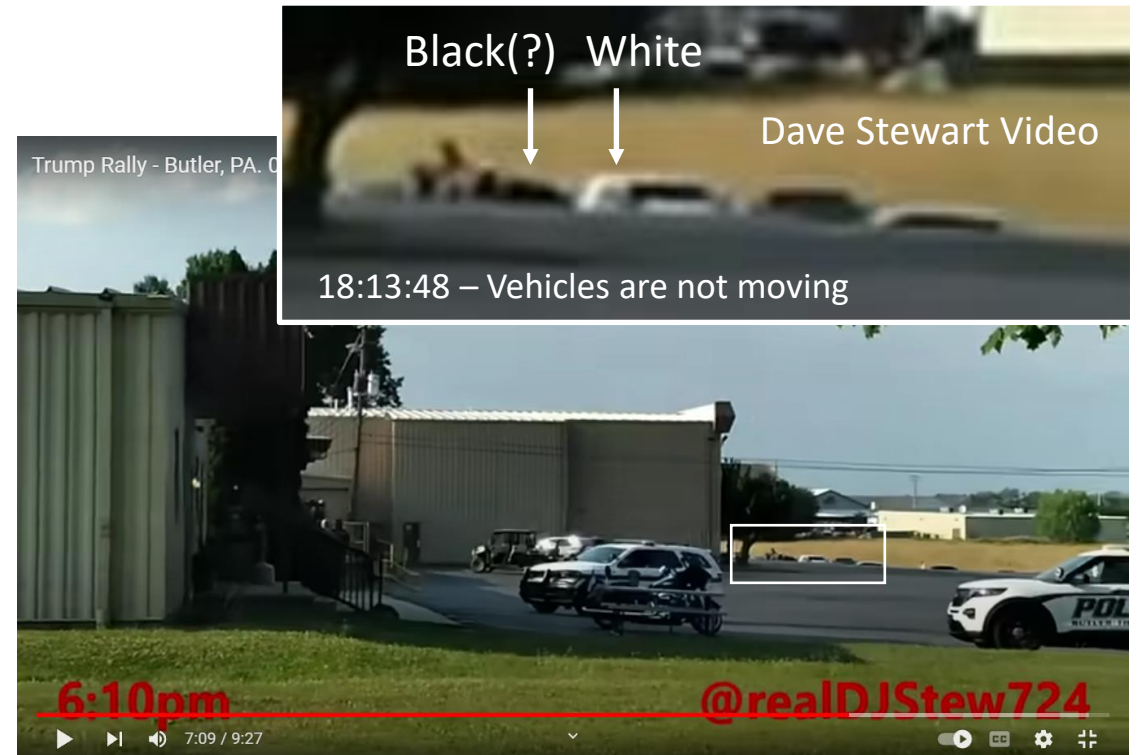 Black(?) White
Dave Stewart Video
18:13:48 – Vehicles are not moving
Trump Rally - Butler, PA. 0
POL
6:10pm
@realDJStew724
7:09 / 9:27
CC